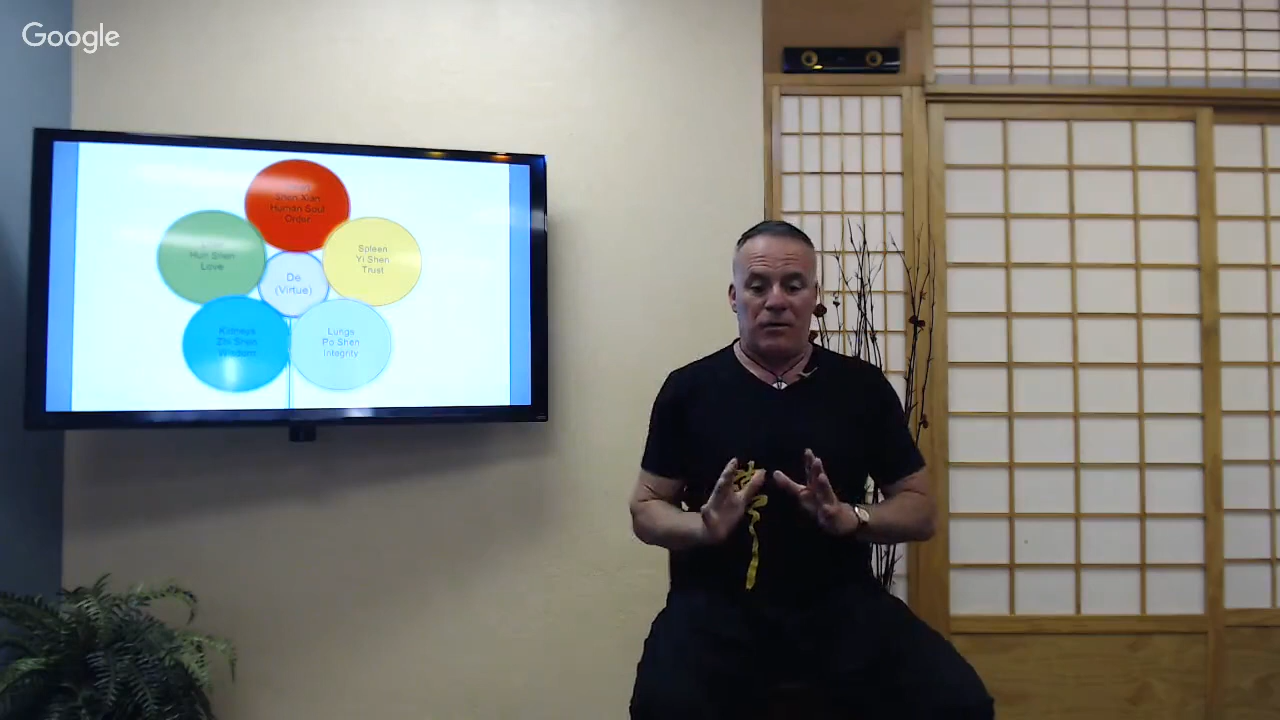 Google
Shen Xian
Human Soul
Order
Hun Shen
Love
Spleen
Yi Shen
Trust
De
(Virtue)
Kidneys
Zhi Shen
Wisdom
Lungs
Po Shen
Integrity